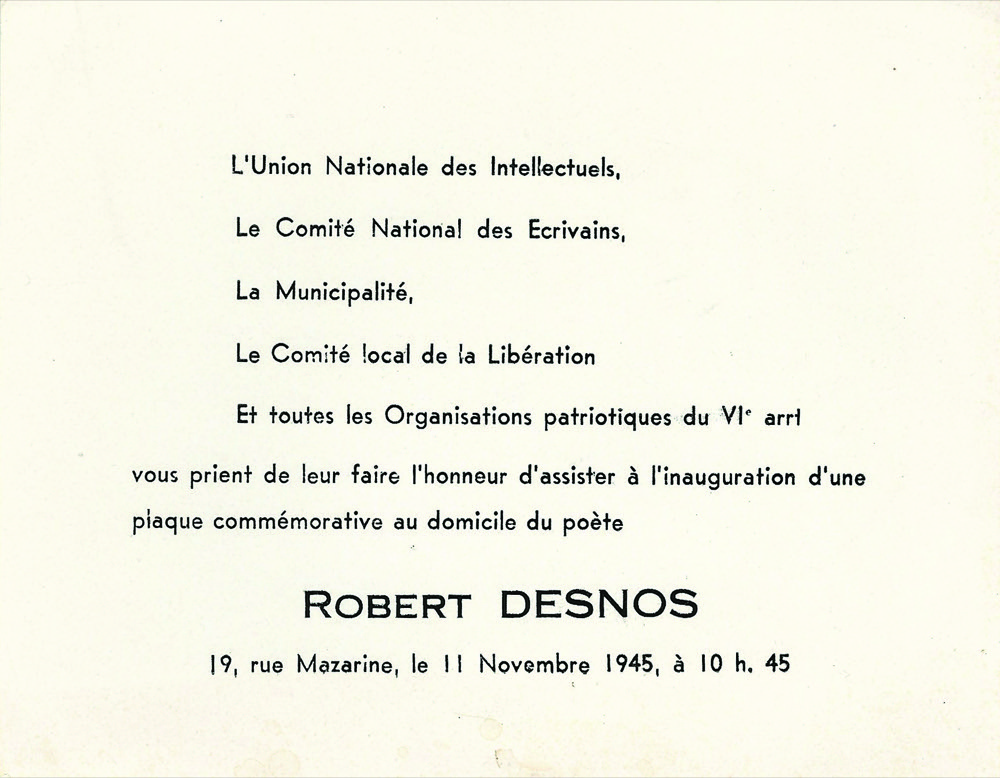 L'Union Nationale des Intellectuels,
Le Comité National des Ecrivains,
La Municipalité,
Le Comité local de la Libération
Et toutes les Organisations patriotiques du VIe arrt
vous prient de leur faire l'honneur d'assister à l'inauguration d'une
plaque commémorative au domicile du poète
ROBERT DESNOS
19, rue Mazarine, le 11 Novembre 1945, à 10 h. 45